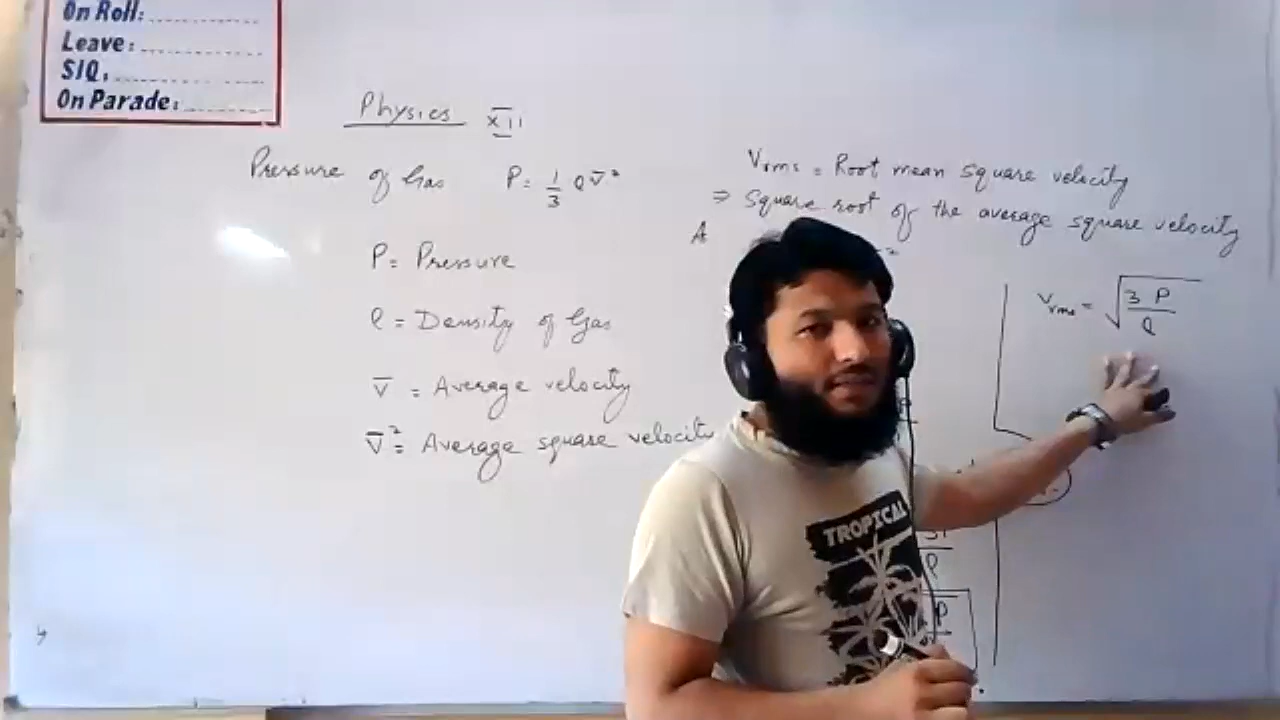 On Roll:
Leave:
SIQ.
On Parade:
Physics XII
Pressure of Gas P = 1/3 ρ v̄²
P = Pressure
ρ = Density of Gas
v̄ = Average velocity
v̄² = Average square velocity
Vrms = Root mean square velocity
⇒ Square root of the average square velocity
A
Vrms = √(3P/ρ)
TROPICAL